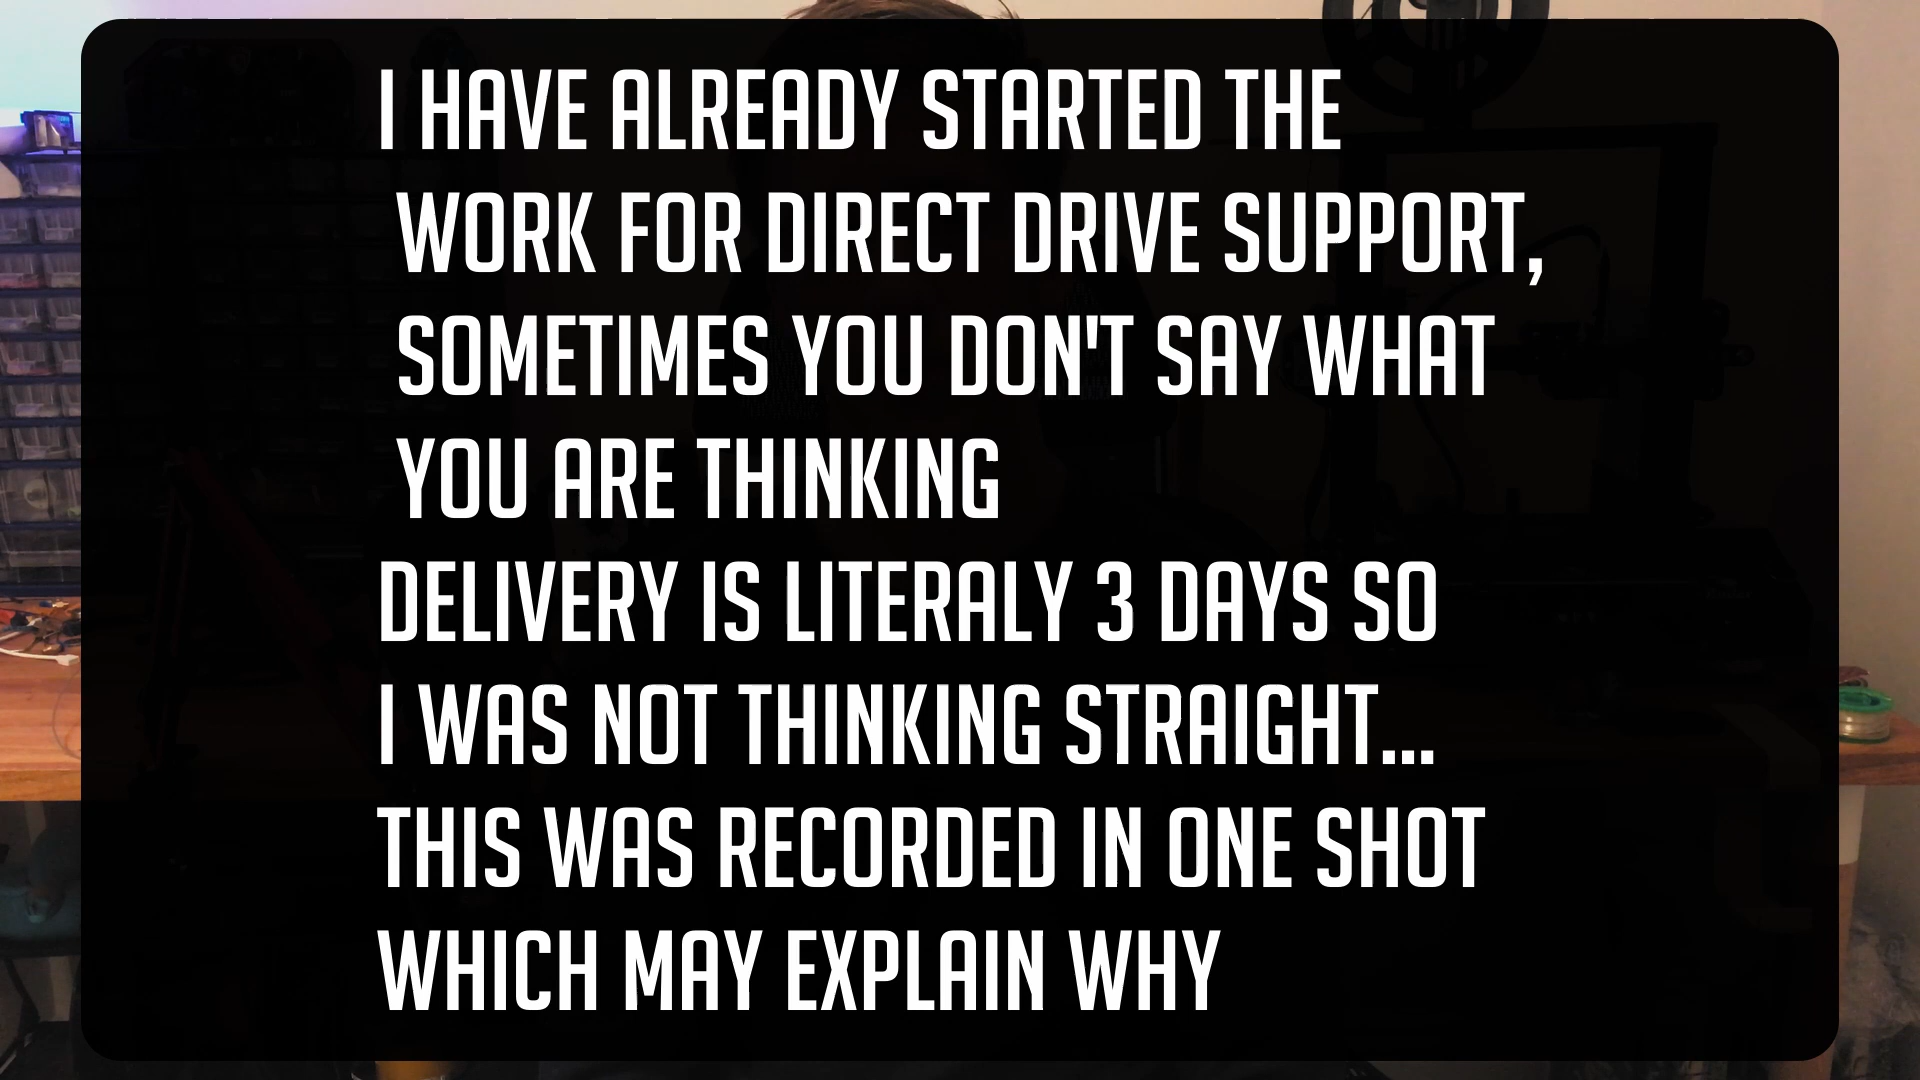 I HAVE ALREADY STARTED THE
WORK FOR DIRECT DRIVE SUPPORT,
SOMETIMES YOU DON'T SAY WHAT
YOU ARE THINKING
DELIVERY IS LITERALY 3 DAYS SO
I WAS NOT THINKING STRAIGHT...
THIS WAS RECORDED IN ONE SHOT
WHICH MAY EXPLAIN WHY